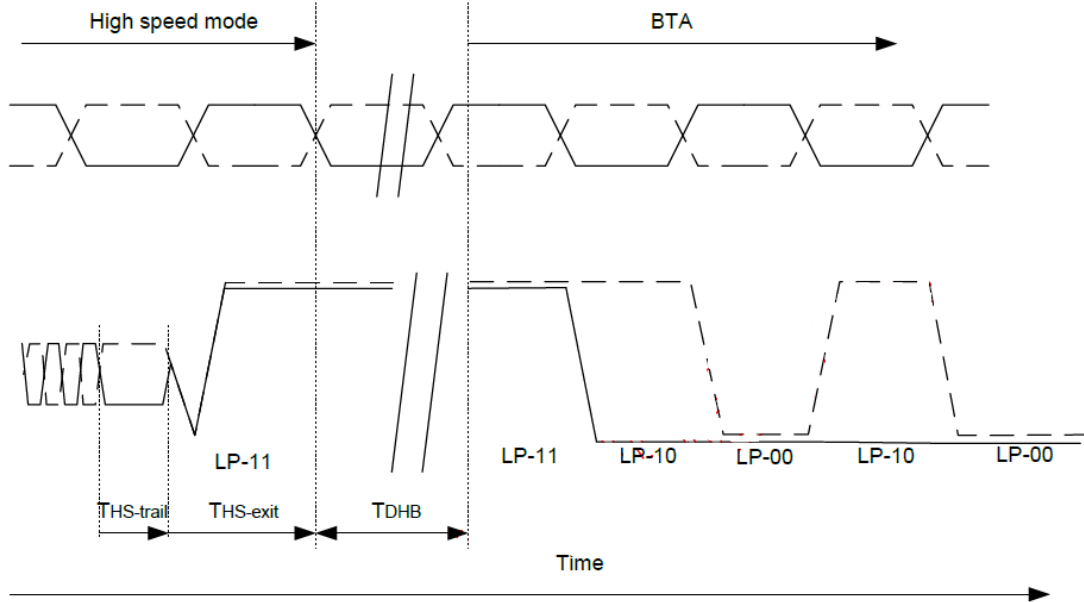 High speed mode
BTA
LP-11
LP-11
LP-10
LP-00
LP-10
LP-00
THS-trail
THS-exit
TDHB
Time